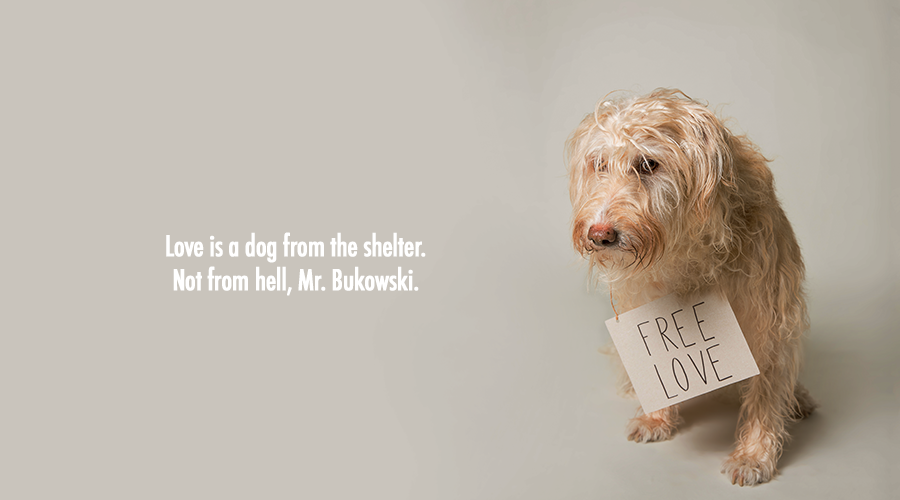 Love is a dog from the shelter.
Not from hell, Mr. Bukowski.
FREE
LOVE